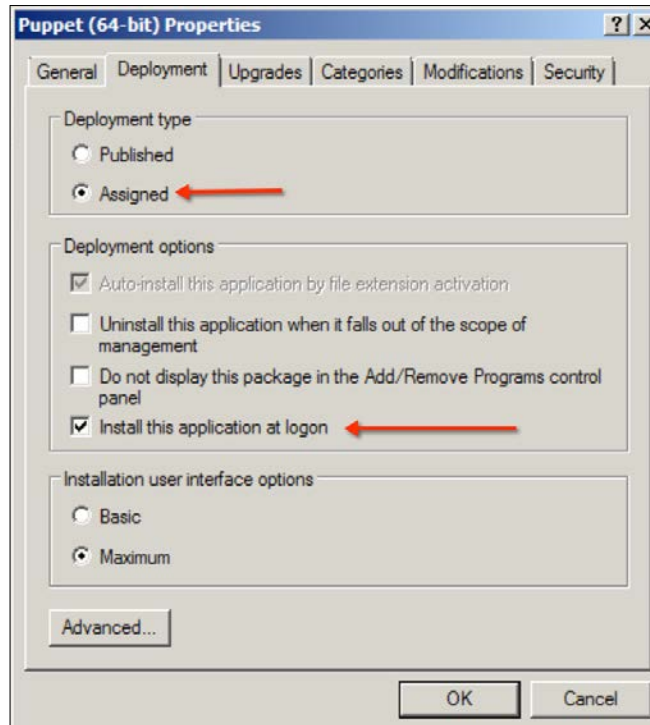 Puppet (64-bit) Properties
General Deployment Upgrades Categories Modifications Security
Deployment type
Published
Assigned
Deployment options
Auto-install this application by file extension activation
Uninstall this application when it falls out of the scope of
management
Do not display this package in the Add/Remove Programs control
panel
Install this application at logon
Installation user interface options
Basic
Maximum
Advanced...
OK Cancel